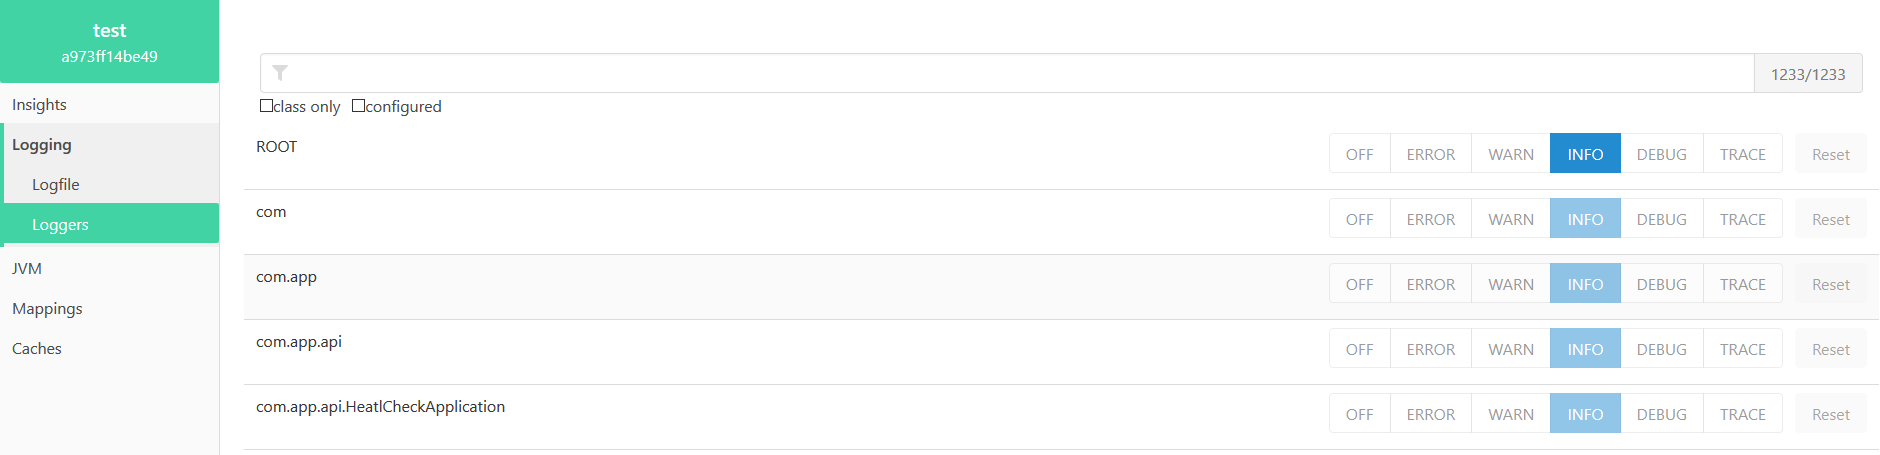 test
a973ff14be49
Insights
Logging
Logfile
Loggers
JVM
Mappings
Caches
1233/1233
class only configured
ROOT OFF ERROR WARN INFO DEBUG TRACE Reset
com OFF ERROR WARN INFO DEBUG TRACE Reset
com.app OFF ERROR WARN INFO DEBUG TRACE Reset
com.app.api OFF ERROR WARN INFO DEBUG TRACE Reset
com.app.api.HeatlCheckApplication OFF ERROR WARN INFO DEBUG TRACE Reset